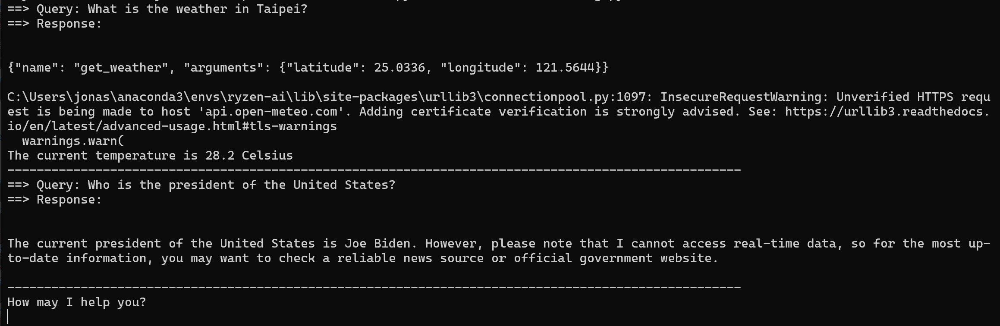 ==> Query: What is the weather in Taipei?
==> Response:
{"name": "get_weather", "arguments": {"latitude": 25.0336, "longitude": 121.5644}}
C:\Users\jonas\anaconda3\envs\ryzen-ai\lib\site-packages\urllib3\connectionpool.py:1097: InsecureRequestWarning: Unverified HTTPS requ
est is being made to host 'api.open-meteo.com'. Adding certificate verification is strongly advised. See: https://urllib3.readthedocs.
io/en/latest/advanced-usage.html#tls-warnings
  warnings.warn(
The current temperature is 28.2 Celsius
----------------------------------------------------------------------------------------------------
==> Query: Who is the president of the United States?
==> Response:
The current president of the United States is Joe Biden. However, please note that I cannot access real-time data, so for the most up-
to-date information, you may want to check a reliable news source or official government website.
----------------------------------------------------------------------------------------------------
How may I help you?